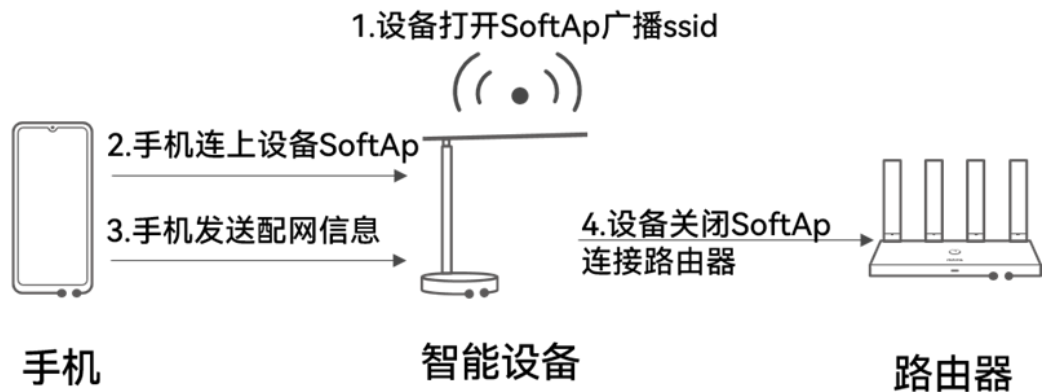 1.设备打开SoftAp广播ssid
2.手机连上设备SoftAp
3.手机发送配网信息
4.设备关闭SoftAp
连接路由器
手机
智能设备
路由器